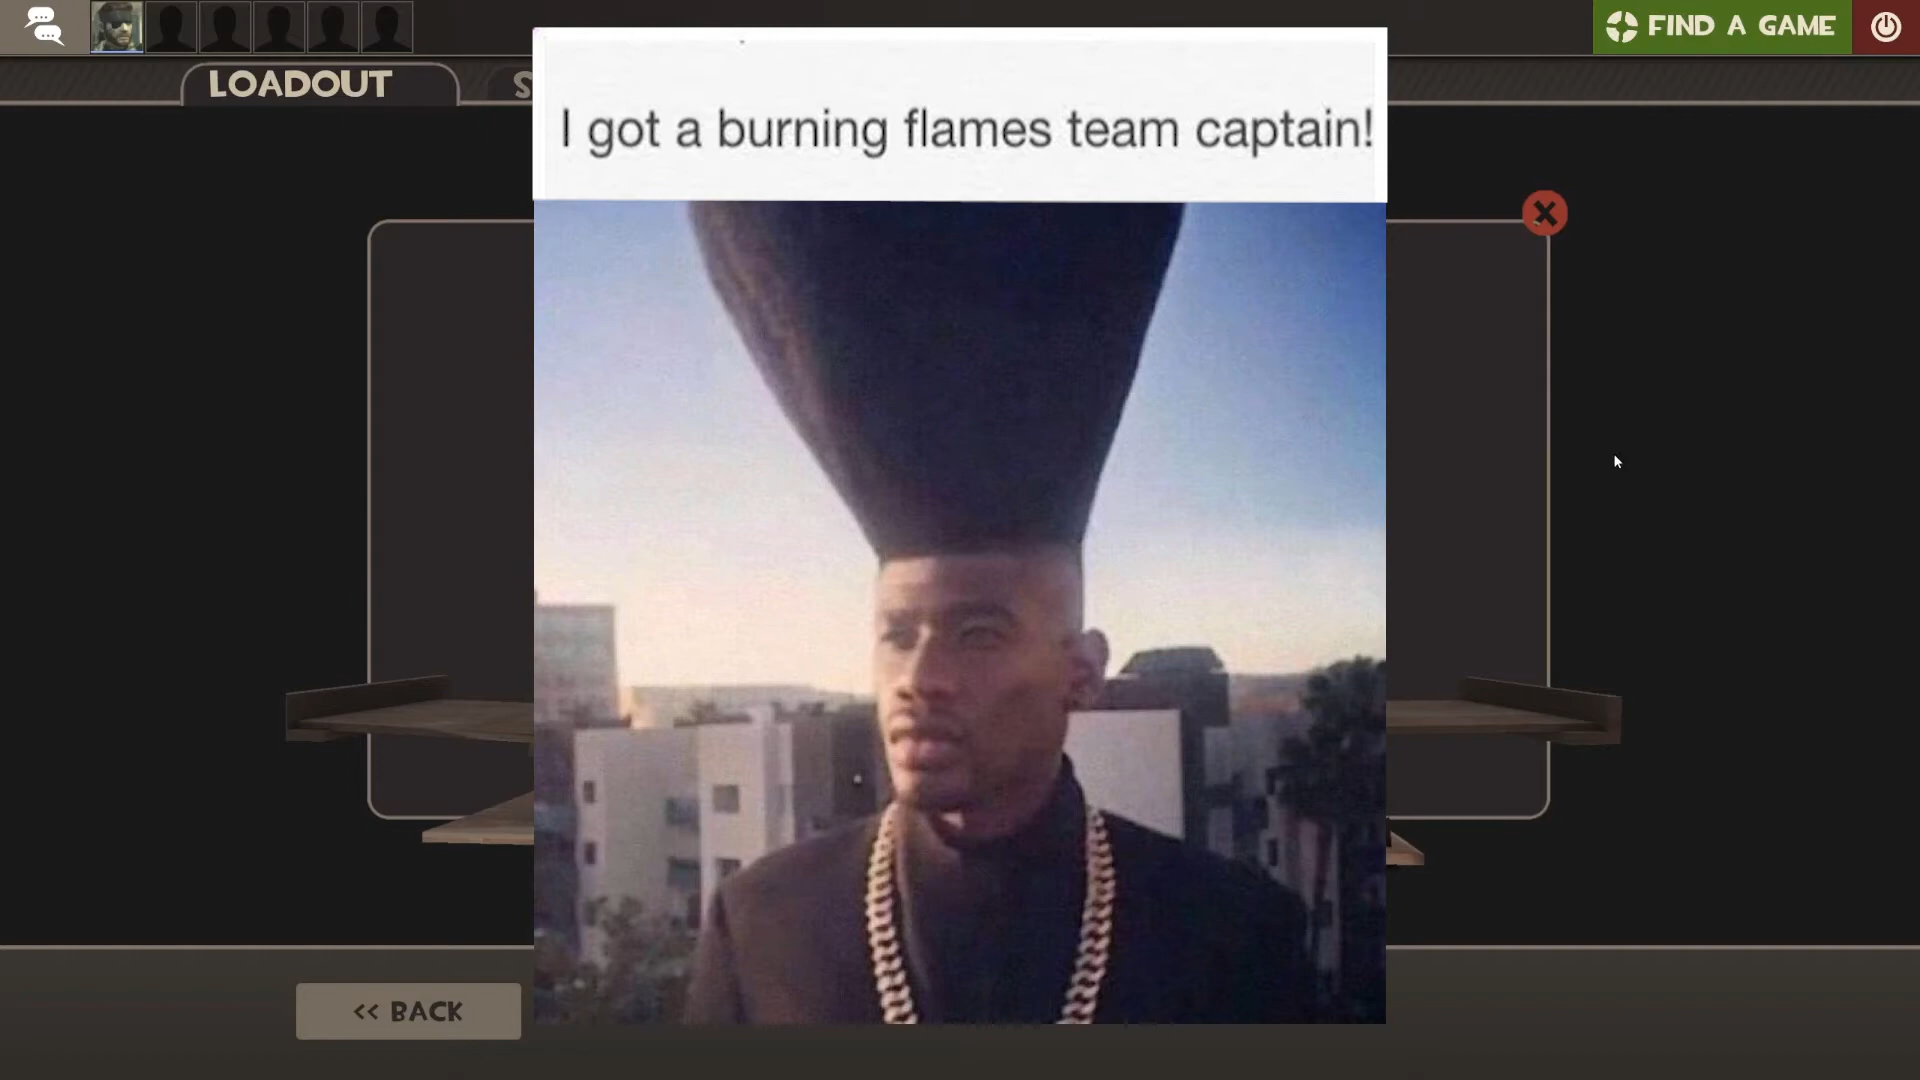 FIND A GAME
LOADOUT
S
I got a burning flames team captain!
<< BACK